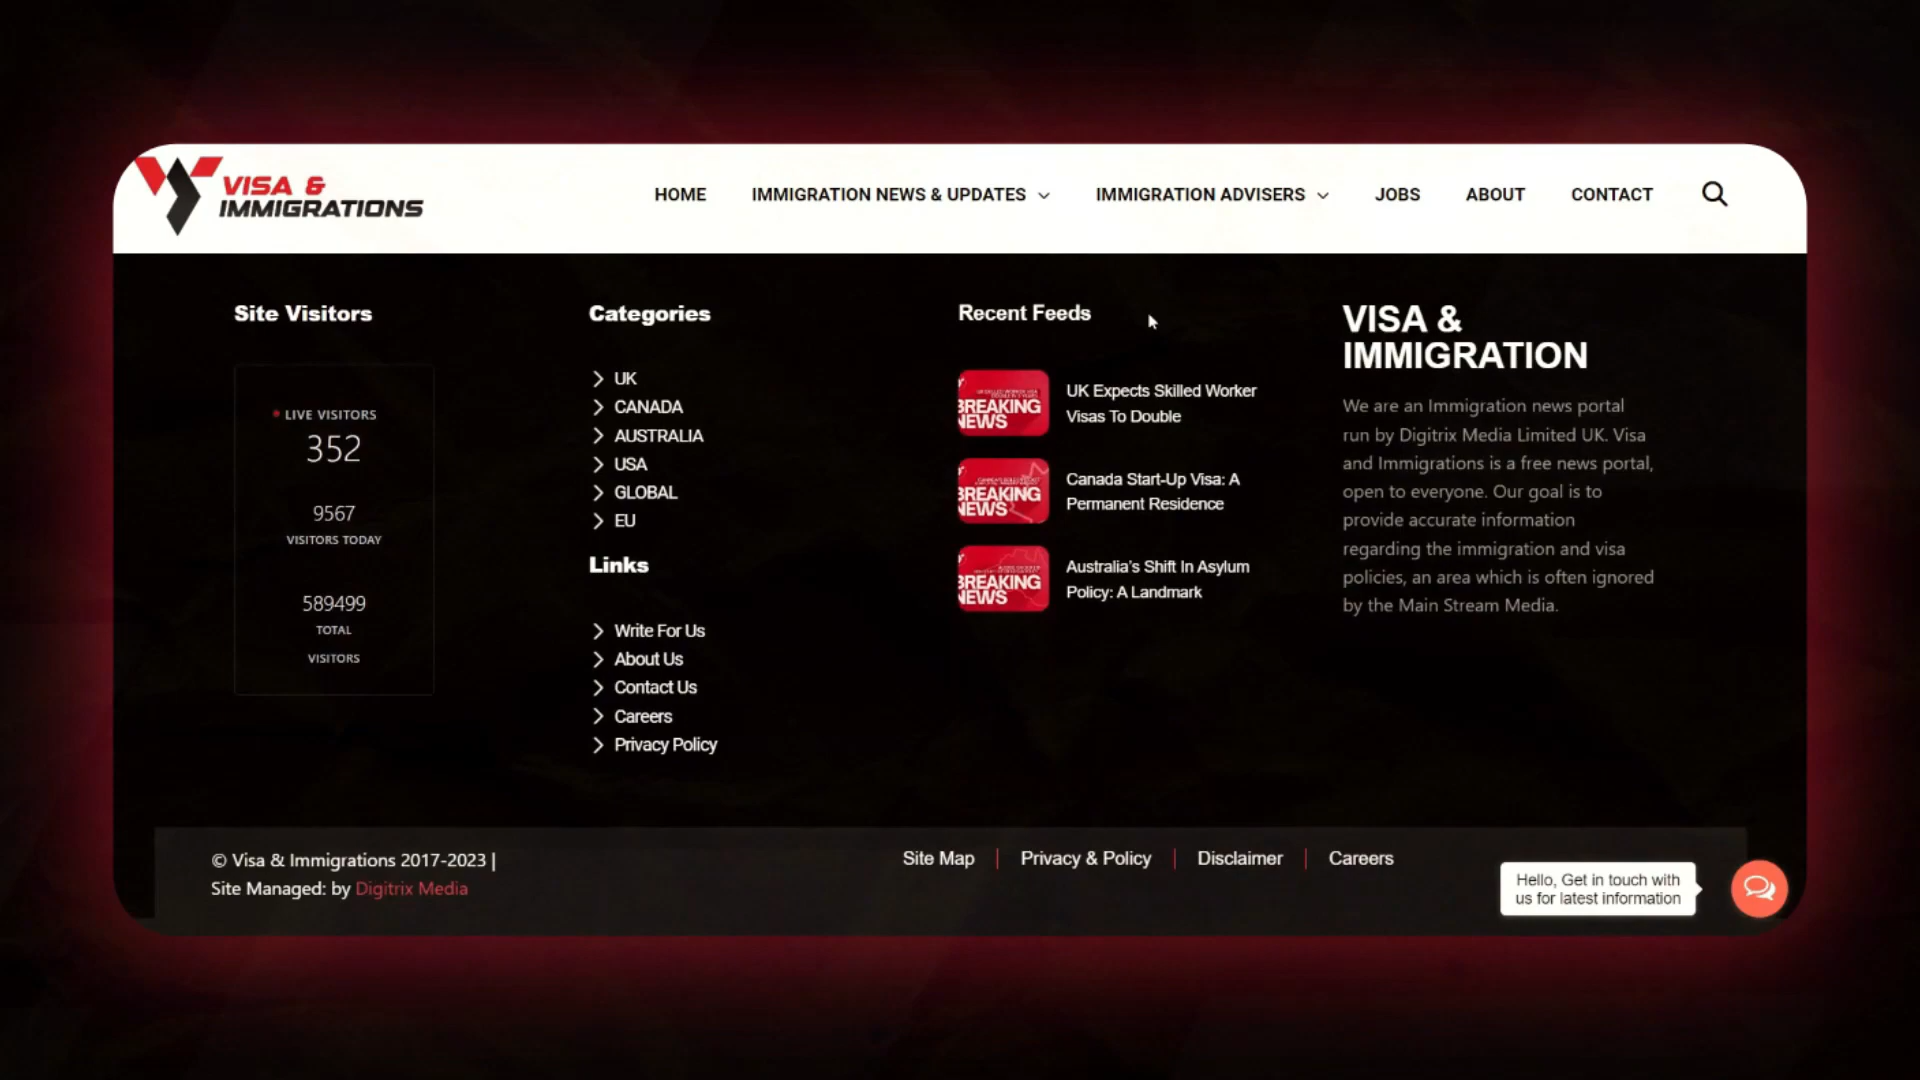 VISA &
IMMIGRATIONS
HOME
IMMIGRATION NEWS & UPDATES
IMMIGRATION ADVISERS
JOBS
ABOUT
CONTACT
Site Visitors
LIVE VISITORS
352
9567
VISITORS TODAY
589499
TOTAL
VISITORS
Categories
UK
CANADA
AUSTRALIA
USA
GLOBAL
EU
Links
Write For Us
About Us
Contact Us
Careers
Privacy Policy
Recent Feeds
BREAKING
NEWS
UK Expects Skilled Worker
Visas To Double
BREAKING
NEWS
Canada Start-Up Visa: A
Permanent Residence
BREAKING
NEWS
Australia's Shift In Asylum
Policy: A Landmark
VISA &
IMMIGRATION
We are an Immigration news portal
run by Digitrix Media Limited UK. Visa
and Immigrations is a free news portal,
open to everyone. Our goal is to
provide accurate information
regarding the immigration and visa
policies, an area which is often ignored
by the Main Stream Media.
© Visa & Immigrations 2017-2023 |
Site Managed: by Digitrix Media
Site Map | Privacy & Policy | Disclaimer | Careers
Hello, Get in touch with
us for latest information